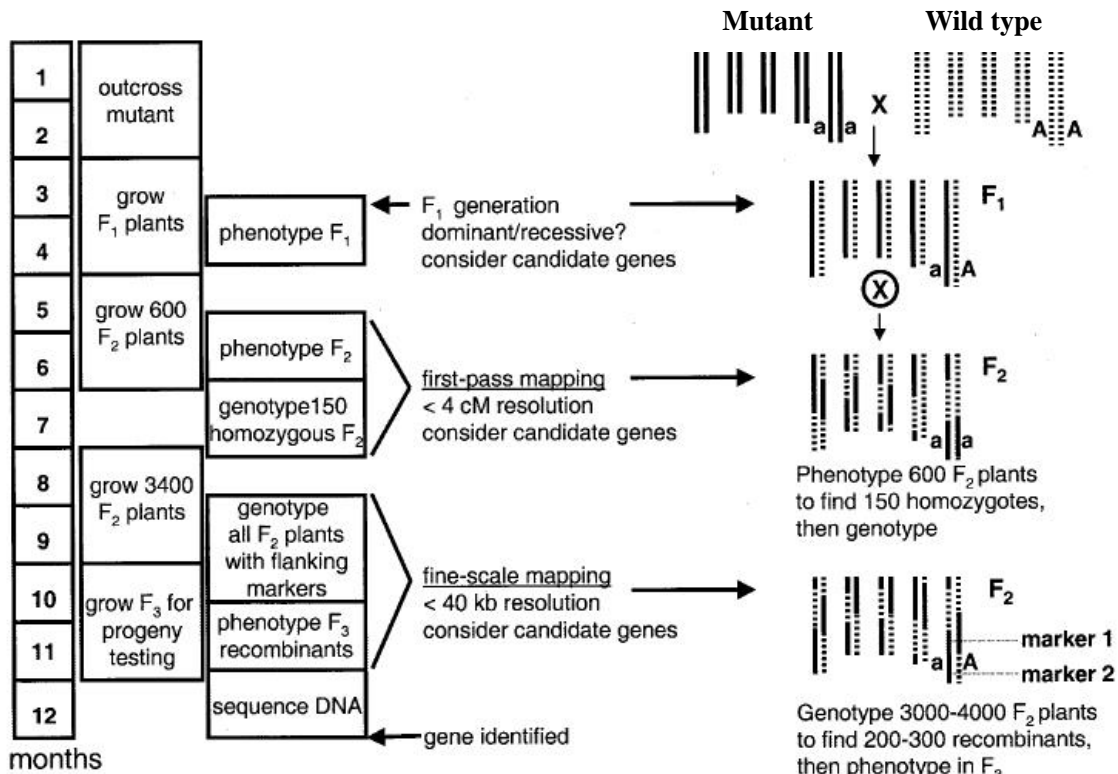 Mutant
Wild type
1
2
3
4
5
6
7
8
9
10
11
12
months
outcross
mutant
grow
F1 plants
grow 600
F2 plants
grow 3400
F2 plants
grow F3 for
progeny
testing
phenotype F1
phenotype F2
genotype150
homozygous F2
genotype
all F2 plants
with flanking
markers
phenotype F3
recombinants
sequence DNA
F1 generation
dominant/recessive?
consider candidate genes
first-pass mapping
< 4 cM resolution
consider candidate genes
fine-scale mapping
< 40 kb resolution
consider candidate genes
gene identified
a a
X
A A
F1
a A
X
F2
a a
Phenotype 600 F2 plants
to find 150 homozygotes,
then genotype
F2
marker 1
a A
marker 2
Genotype 3000-4000 F2 plants
to find 200-300 recombinants,
then phenotype in F3